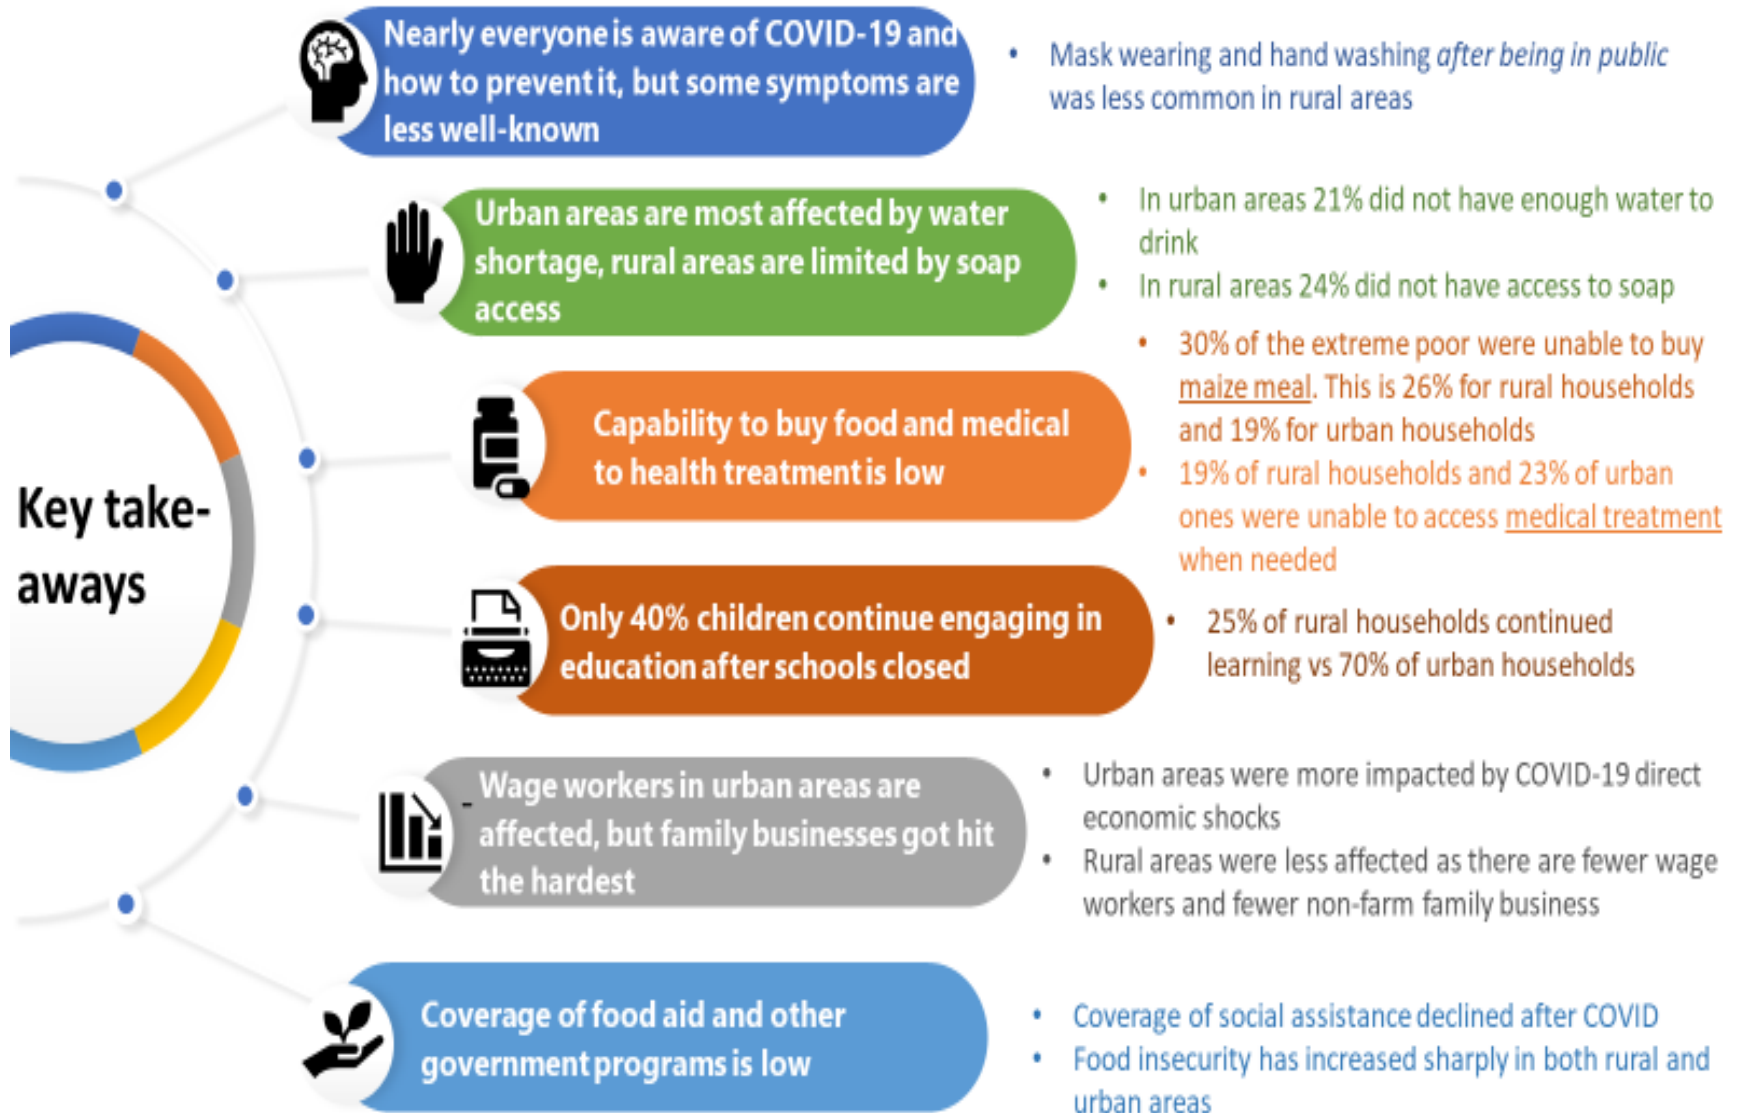 Key take-
aways
Nearly everyone is aware of COVID-19 and
how to prevent it, but some symptoms are
less well-known
• Mask wearing and hand washing after being in public
was less common in rural areas
Urban areas are most affected by water
shortage, rural areas are limited by soap
access
• In urban areas 21% did not have enough water to
drink
• In rural areas 24% did not have access to soap
Capability to buy food and medical
to health treatment is low
• 30% of the extreme poor were unable to buy
maize meal. This is 26% for rural households
and 19% for urban households
• 19% of rural households and 23% of urban
ones were unable to access medical treatment
when needed
Only 40% children continue engaging in
education after schools closed
• 25% of rural households continued
learning vs 70% of urban households
- Wage workers in urban areas are
affected, but family businesses got hit
the hardest
• Urban areas were more impacted by COVID-19 direct
economic shocks
• Rural areas were less affected as there are fewer wage
workers and fewer non-farm family business
Coverage of food aid and other
government programs is low
• Coverage of social assistance declined after COVID
• Food insecurity has increased sharply in both rural and
urban areas